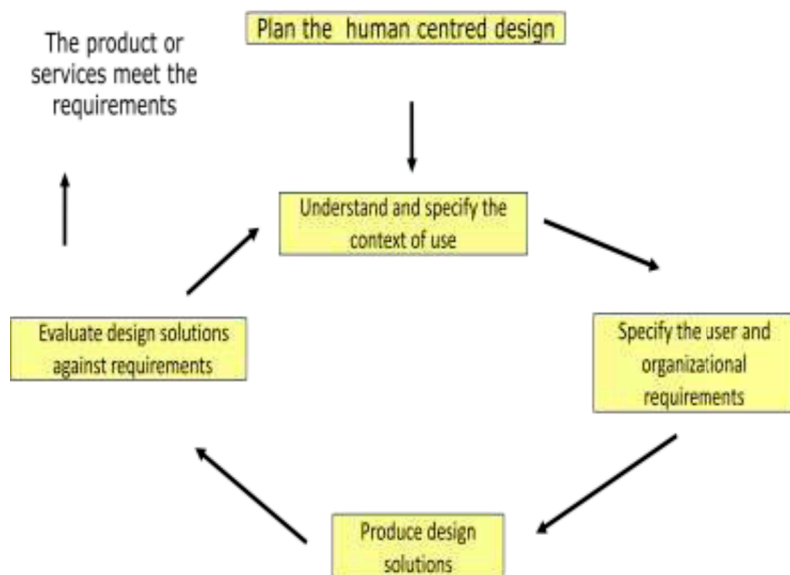 Plan the human centred design
The product or
services meet the
requirements
Understand and specify the
context of use
Specify the user and
organizational
requirements
Produce design
solutions
Evaluate design solutions
against requirements